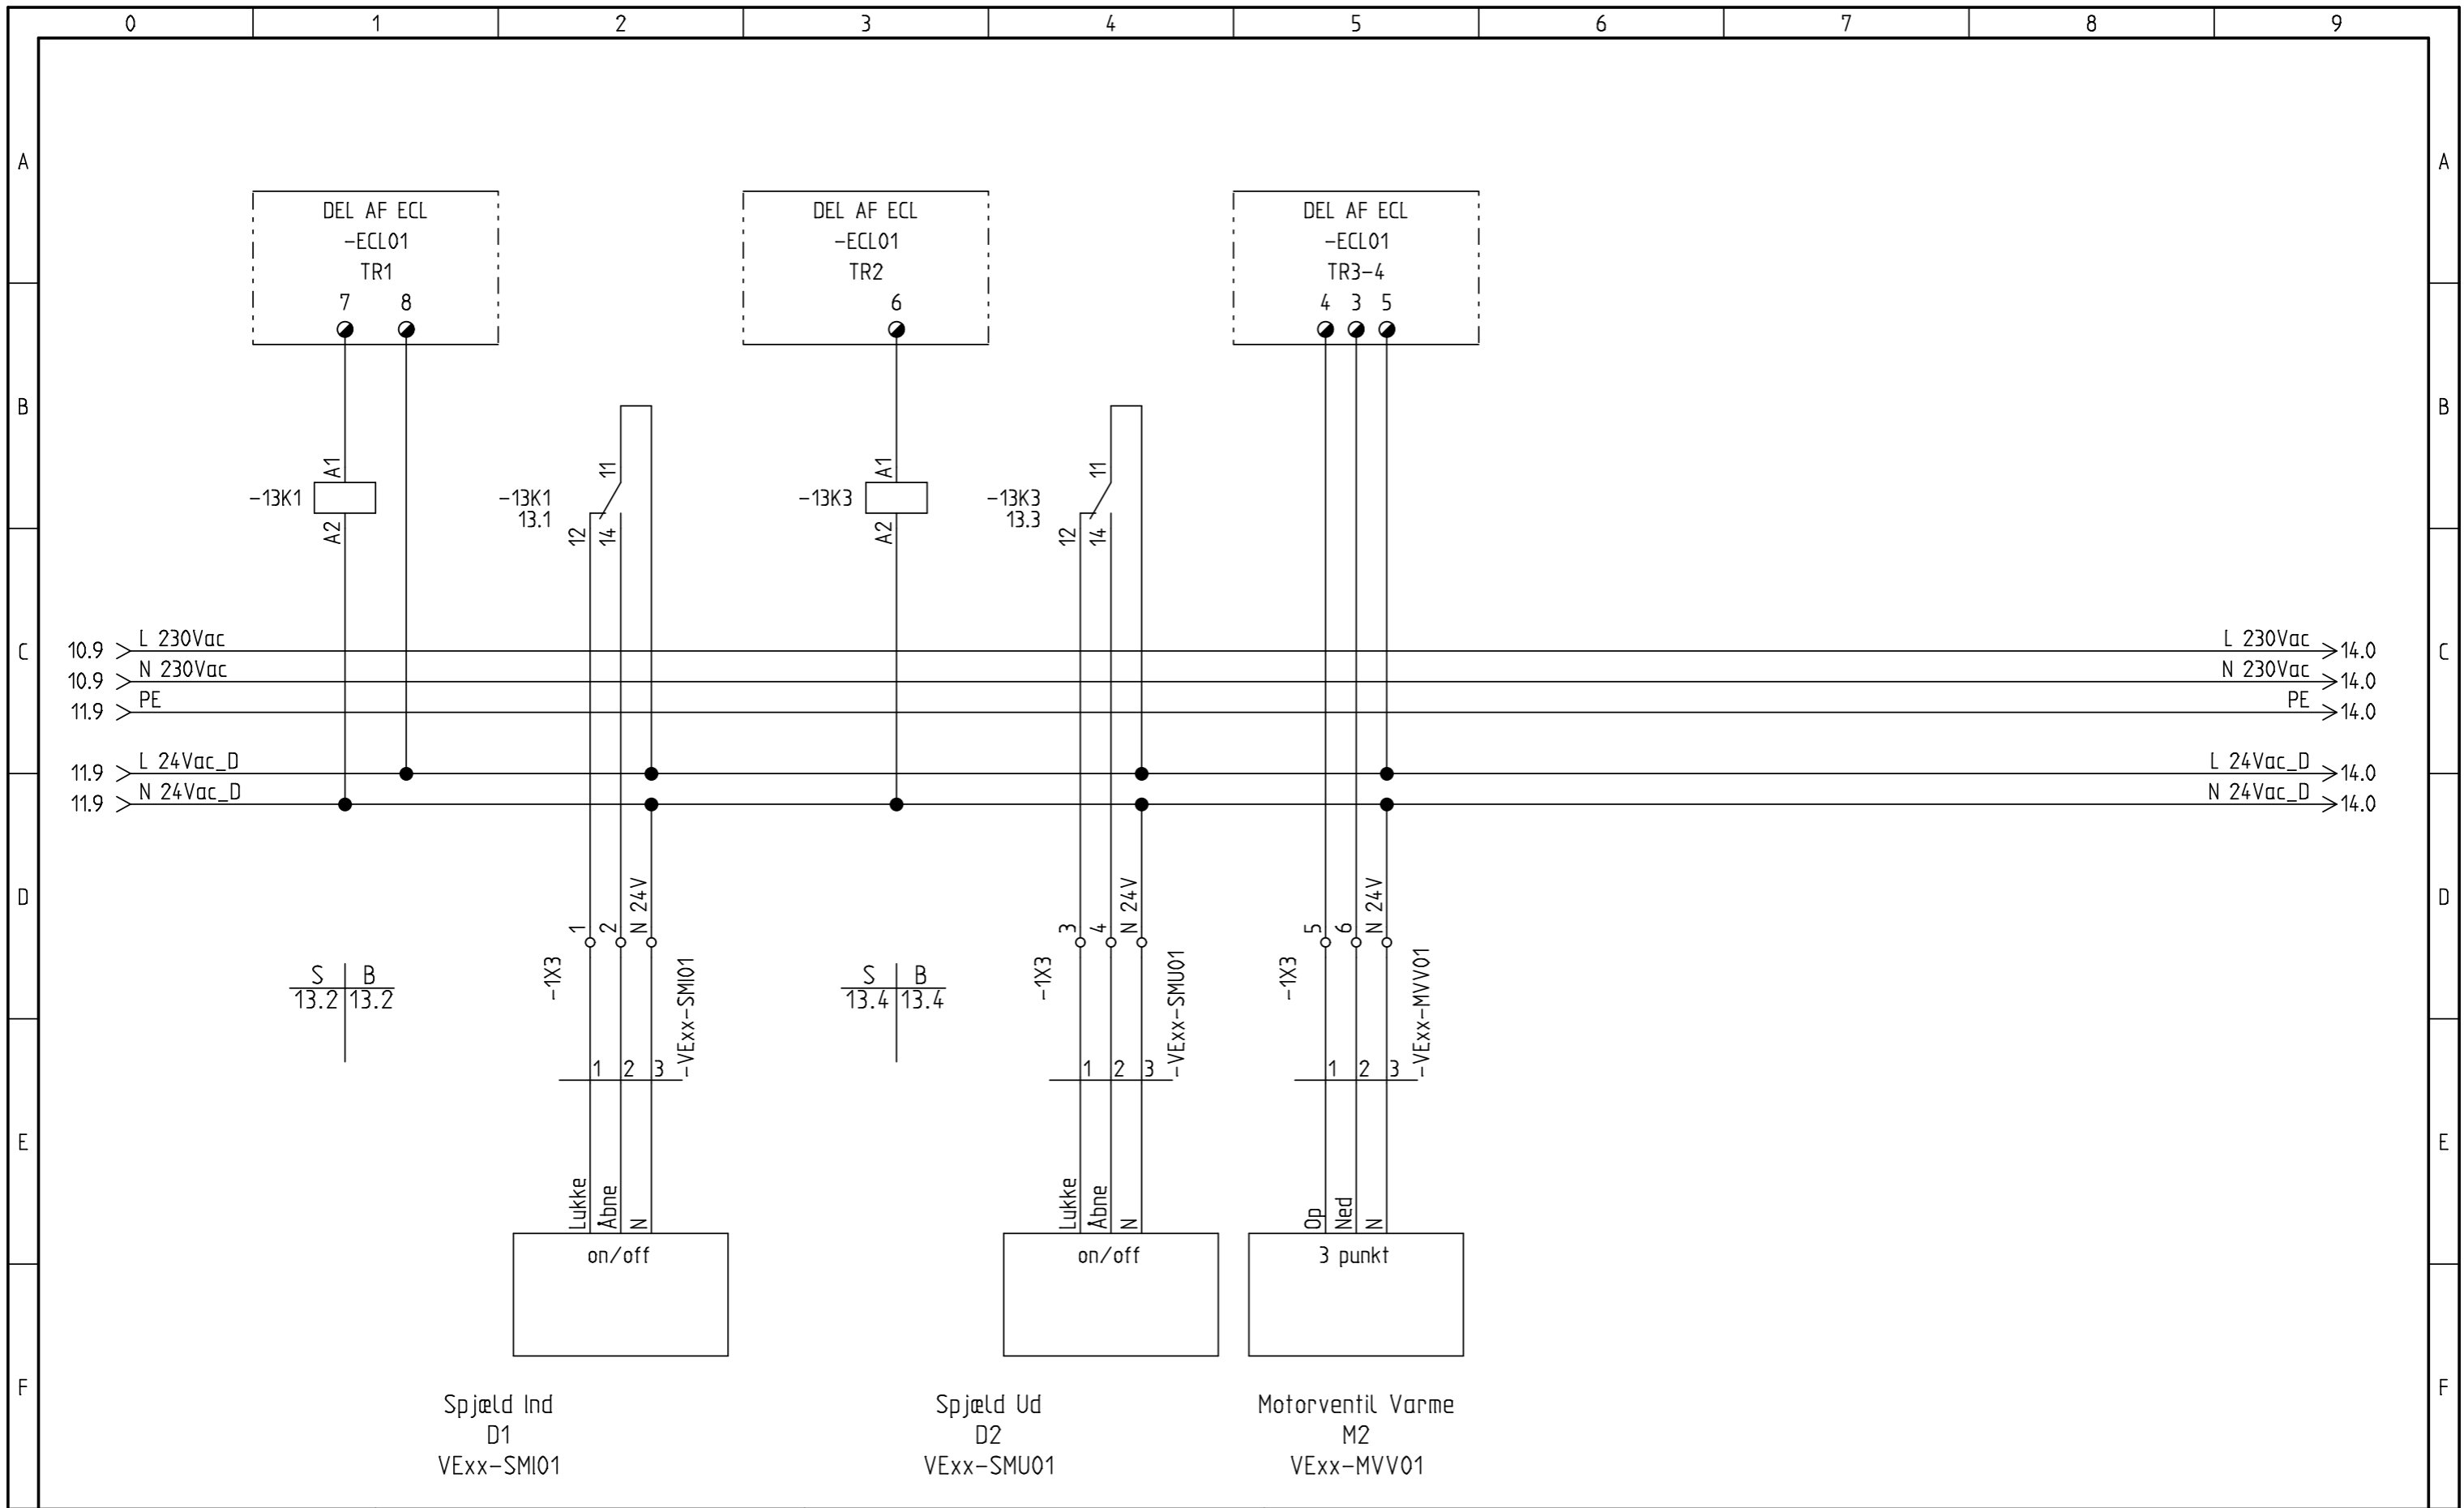 0 1 2 3 4 5 6 7 8 9
A A
DEL AF ECL
-ECL01
TR1
7 8
DEL AF ECL
-ECL01
TR2
6
DEL AF ECL
-ECL01
TR3-4
4 3 5
B B
-13K1
A1
A2
-13K1
13.1
11
12
14
-13K3
A1
A2
-13K3
13.3
11
12
14
C C
10.9 L 230Vac L 230Vac 14.0
10.9 N 230Vac N 230Vac 14.0
11.9 PE PE 14.0
11.9 L 24Vac_D L 24Vac_D 14.0
11.9 N 24Vac_D N 24Vac_D 14.0
D D
S B
13.2 13.2
-1X3
1
2
N 24V
-VExx-SMI01
1 2 3
S B
13.4 13.4
-1X3
3
4
N 24V
-VExx-SMU01
1 2 3
-1X3
5
6
N 24V
-VExx-MVV01
1 2 3
E E
Lukke
Åbne
N
on/off
Lukke
Åbne
N
on/off
Op
Ned
N
3 punkt
F F
Spjæld Ind
D1
VExx-SMI01
Spjæld Ud
D2
VExx-SMU01
Motorventil Varme
M2
VExx-MVV01